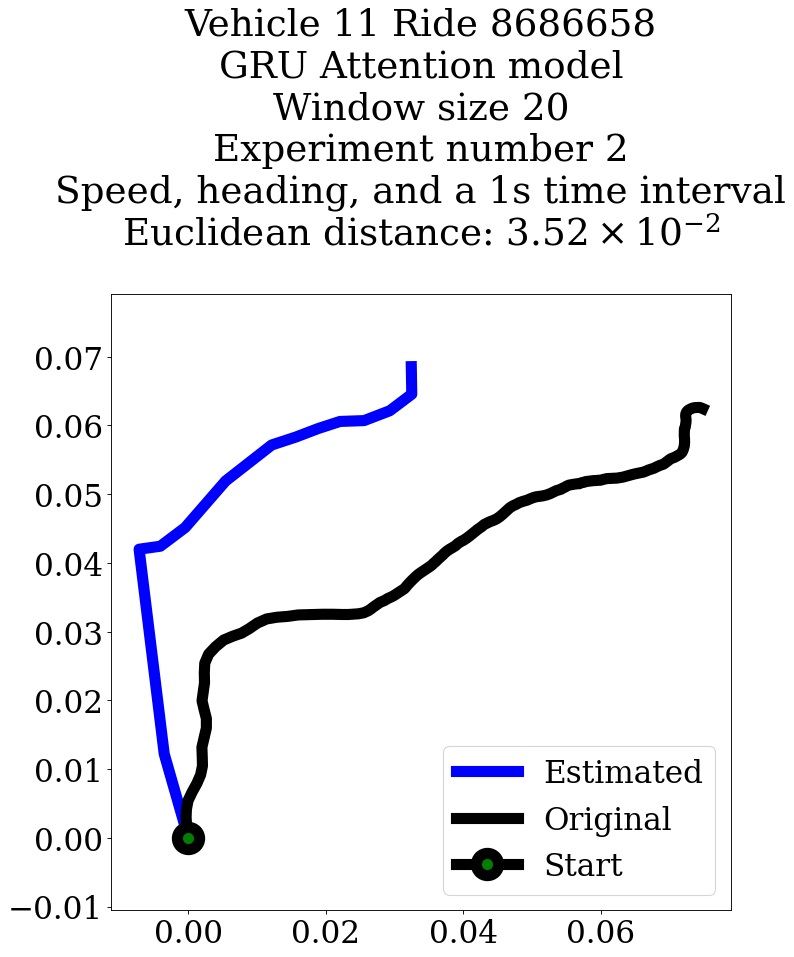 Vehicle 11 Ride 8686658
GRU Attention model
Window size 20
Experiment number 2
Speed, heading, and a 1s time interval
Euclidean distance: 3.52 × 10⁻²
0.07
0.06
0.05
0.04
0.03
0.02
0.01
0.00
−0.01
Estimated
Original
Start
0.00 0.02 0.04 0.06